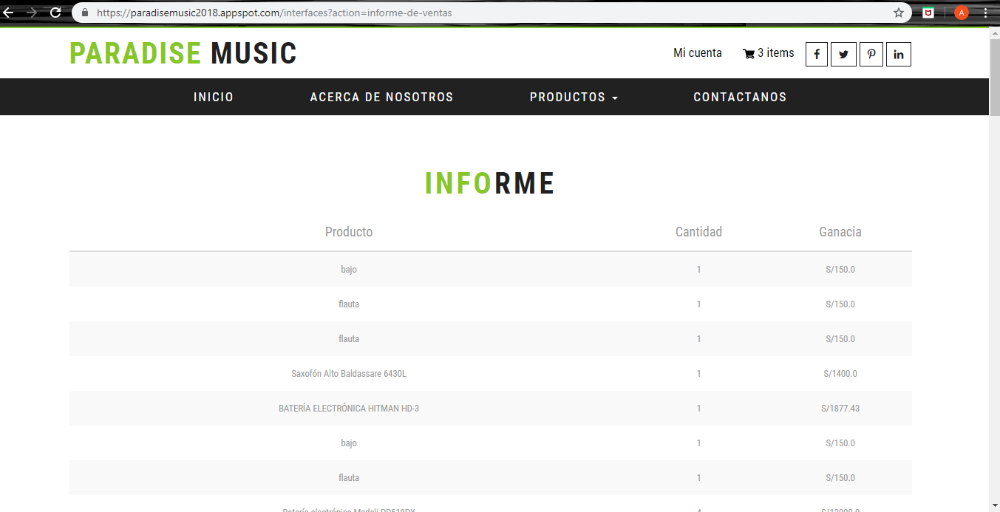 https://paradisemusic2018.appspot.com/interfaces?action=informe-de-ventas
A
PARADISE MUSIC
Mi cuenta 3 items
INICIO ACERCA DE NOSOTROS PRODUCTOS CONTACTANOS
INFORME
Producto Cantidad Ganacia
bajo 1 S/150.0
flauta 1 S/150.0
flauta 1 S/150.0
Saxofón Alto Baldassare 6430L 1 S/1400.0
BATERÍA ELECTRÓNICA HITMAN HD-3 1 S/1877.43
bajo 1 S/150.0
flauta 1 S/150.0
Batería electrónica Medeli